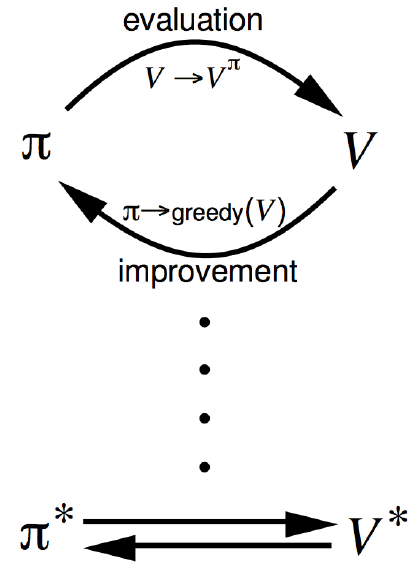 evaluation
V → V^π
π V
π → greedy(V)
improvement
π* V*